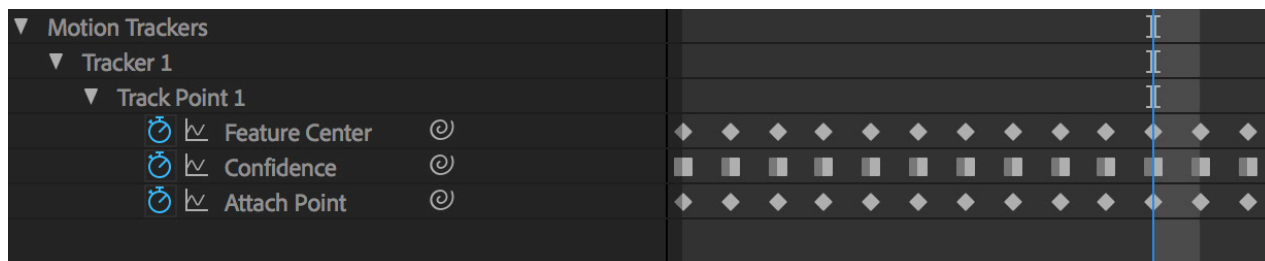 Motion Trackers
Tracker 1
Track Point 1
Feature Center
Confidence
Attach Point